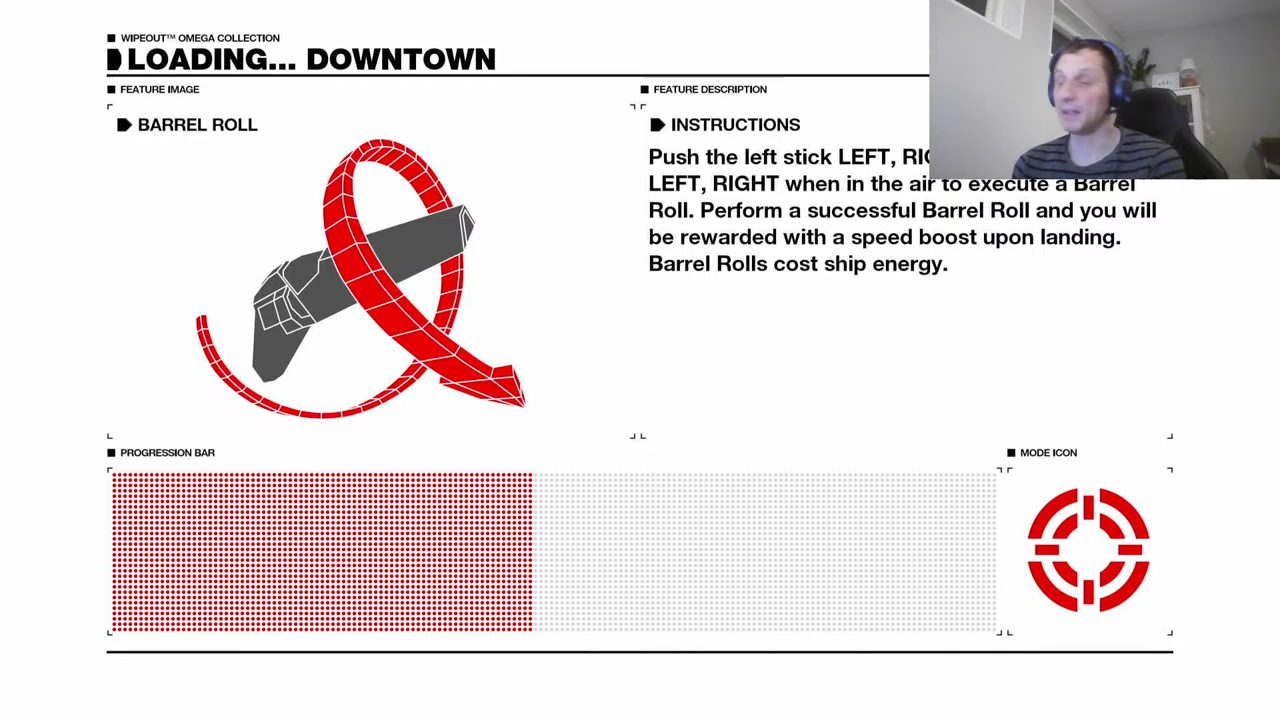 WIPEOUT™ OMEGA COLLECTION
LOADING... DOWNTOWN
FEATURE IMAGE
FEATURE DESCRIPTION
BARREL ROLL
INSTRUCTIONS
Push the left stick LEFT,
LEFT, RIGHT when in the air to execute a Barrel
Roll. Perform a successful Barrel Roll and you will
be rewarded with a speed boost upon landing.
Barrel Rolls cost ship energy.
PROGRESSION BAR
MODE ICON